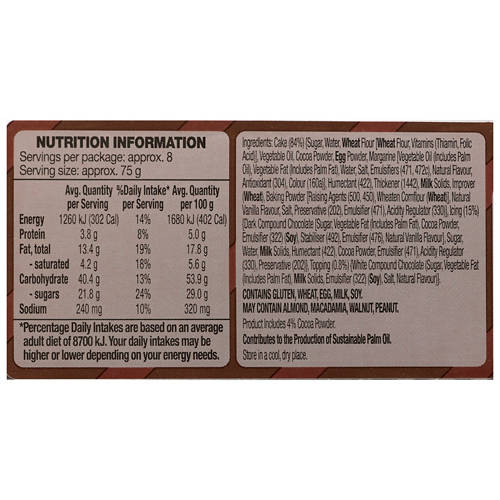 NUTRITION INFORMATION
Servings per package: approx. 8
Serving size: approx. 75 g
Avg. Quantity %Daily Intake* Avg. Quantity
per Serving per Serving per 100 g
Energy 1260 kJ (302 Cal) 14% 1680 kJ (402 Cal)
Protein 3.8 g 8% 5.0 g
Fat, total 13.4 g 19% 17.8 g
- saturated 4.2 g 18% 5.6 g
Carbohydrate 40.4 g 13% 53.9 g
- sugars 21.8 g 24% 29.0 g
Sodium 240 mg 10% 320 mg
*Percentage Daily Intakes are based on an average
adult diet of 8700 kJ. Your daily intakes may be
higher or lower depending on your energy needs.
Ingredients: Cake (84%) [Sugar, Water, Wheat Flour [Wheat Flour, Vitamins (Thiamin, Folic
Acid)], Vegetable Oil, Cocoa Powder, Egg Powder, Margarine [Vegetable Oil (Includes Palm
Oil), Vegetable Fat (Includes Palm Fat), Water, Salt, Emulsifiers (471, 472c), Natural Flavour,
Antioxidant (304), Colour (160a)], Humectant (422), Thickener (1442), Milk Solids, Improver
(Wheat), Baking Powder [Raising Agents (500, 450), Wheaten Cornflour (Wheat)], Natural
Vanilla Flavour, Salt, Preservative (202), Emulsifier (471), Acidity Regulator (330)], Icing (15%)
[Dark Compound Chocolate (Sugar, Vegetable Fat (Includes Palm Fat), Cocoa Powder,
Emulsifier (322) (Soy), Stabiliser (492), Emulsifier (476), Natural Vanilla Flavour), Sugar,
Water, Milk Solids, Humectant (422), Cocoa Powder, Emulsifier (471), Acidity Regulator
(330), Preservative (202)], Topping (0.8%) [White Compound Chocolate (Sugar, Vegetable Fat
(Includes Palm Fat), Milk Solids, Emulsifier (322) (Soy), Salt, Natural Flavour)].
CONTAINS GLUTEN, WHEAT, EGG, MILK, SOY.
MAY CONTAIN ALMOND, MACADAMIA, WALNUT, PEANUT.
Product Includes 4% Cocoa Powder.
Contributes to the Production of Sustainable Palm Oil.
Store in a cool, dry place.